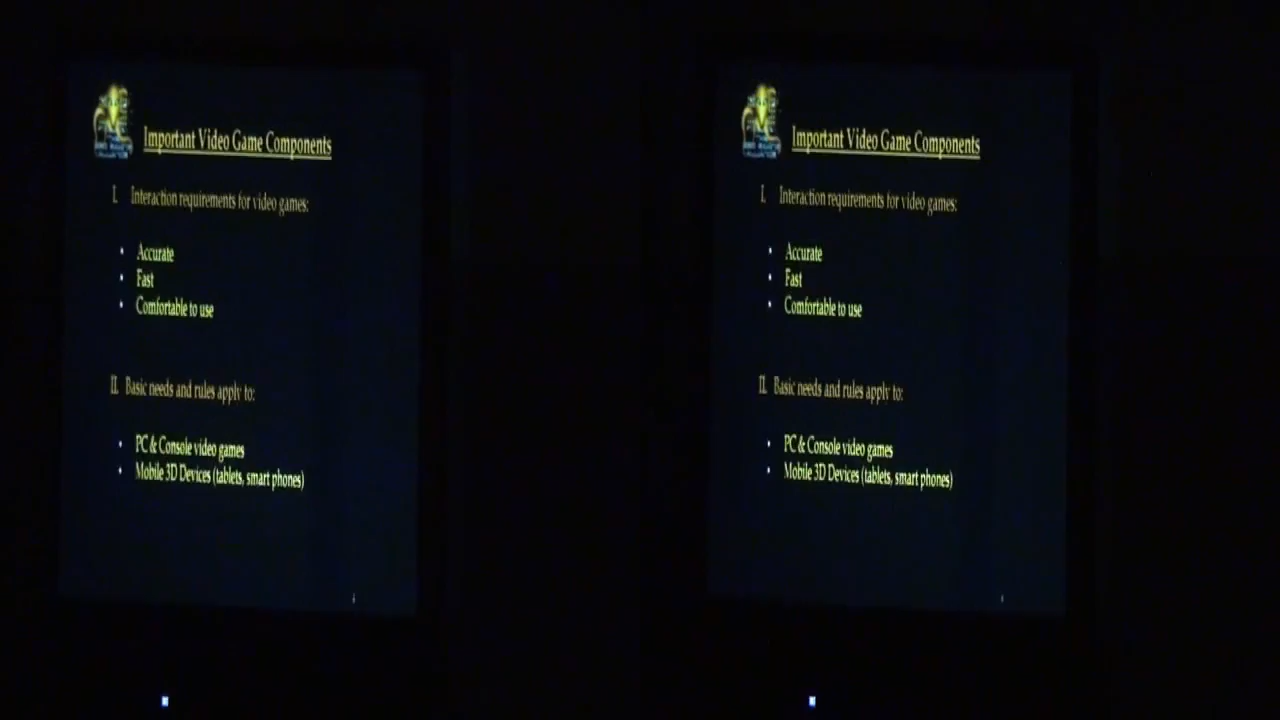 Important Video Game Components
I. Interaction requirements for video games:
• Accurate
• Fast
• Comfortable to use
II. Basic needs and rules apply to:
• PC & Console video games
• Mobile 3D Devices (tablets, smart phones)
Important Video Game Components
I. Interaction requirements for video games:
• Accurate
• Fast
• Comfortable to use
II. Basic needs and rules apply to:
• PC & Console video games
• Mobile 3D Devices (tablets, smart phones)